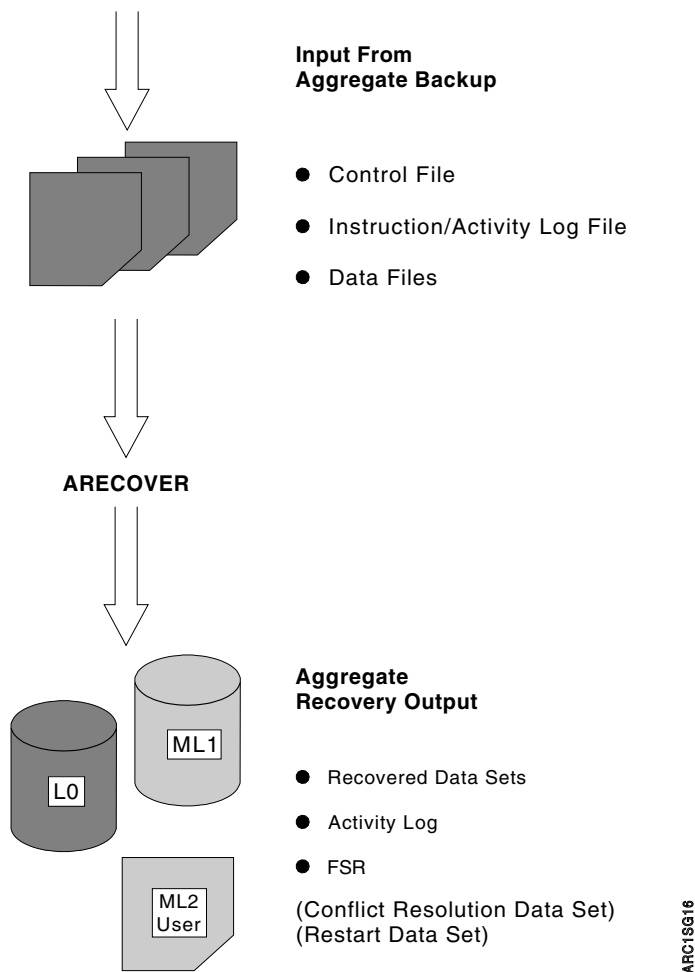 Input From
Aggregate Backup
● Control File
● Instruction/Activity Log File
● Data Files
ARECOVER
Aggregate
Recovery Output
ML1
L0
● Recovered Data Sets
● Activity Log
● FSR
ML2
User
(Conflict Resolution Data Set)
(Restart Data Set)
ARC1SG16